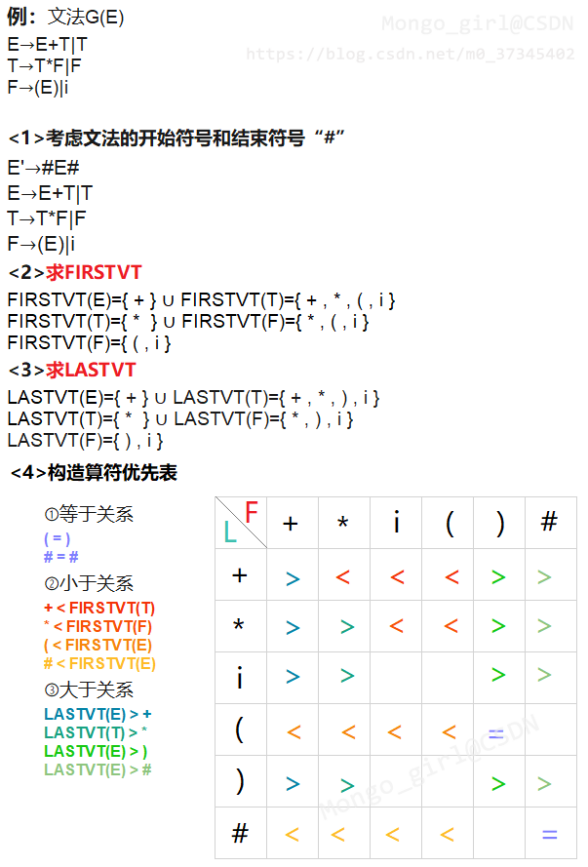 例：文法G(E)
Mongo_girl@CSDN
E→E+T|T
https://blog.csdn.net/m0_37345402
T→T*F|F
F→(E)|i
<1>考虑文法的开始符号和结束符号“#”
E'→#E#
E→E+T|T
T→T*F|F
F→(E)|i
<2>求FIRSTVT
FIRSTVT(E)={ + } ∪ FIRSTVT(T)={ + , * , ( , i }
FIRSTVT(T)={ * } ∪ FIRSTVT(F)={ * , ( , i }
FIRSTVT(F)={ ( , i }
<3>求LASTVT
LASTVT(E)={ + } ∪ LASTVT(T)={ + , * , ) , i }
LASTVT(T)={ * } ∪ LASTVT(F)={ * , ) , i }
LASTVT(F)={ ) , i }
<4>构造算符优先表
①等于关系
( = )
# = #
②小于关系
+ < FIRSTVT(T)
* < FIRSTVT(F)
( < FIRSTVT(E)
# < FIRSTVT(E)
③大于关系
LASTVT(E) > +
LASTVT(T) > *
LASTVT(E) > )
LASTVT(E) > #
L F + * i ( ) #
+ > < < < > >
* > > < < > >
i > > > >
( < < < < =
) > > > >
# < < < < =
Mongo_girl@CSDN